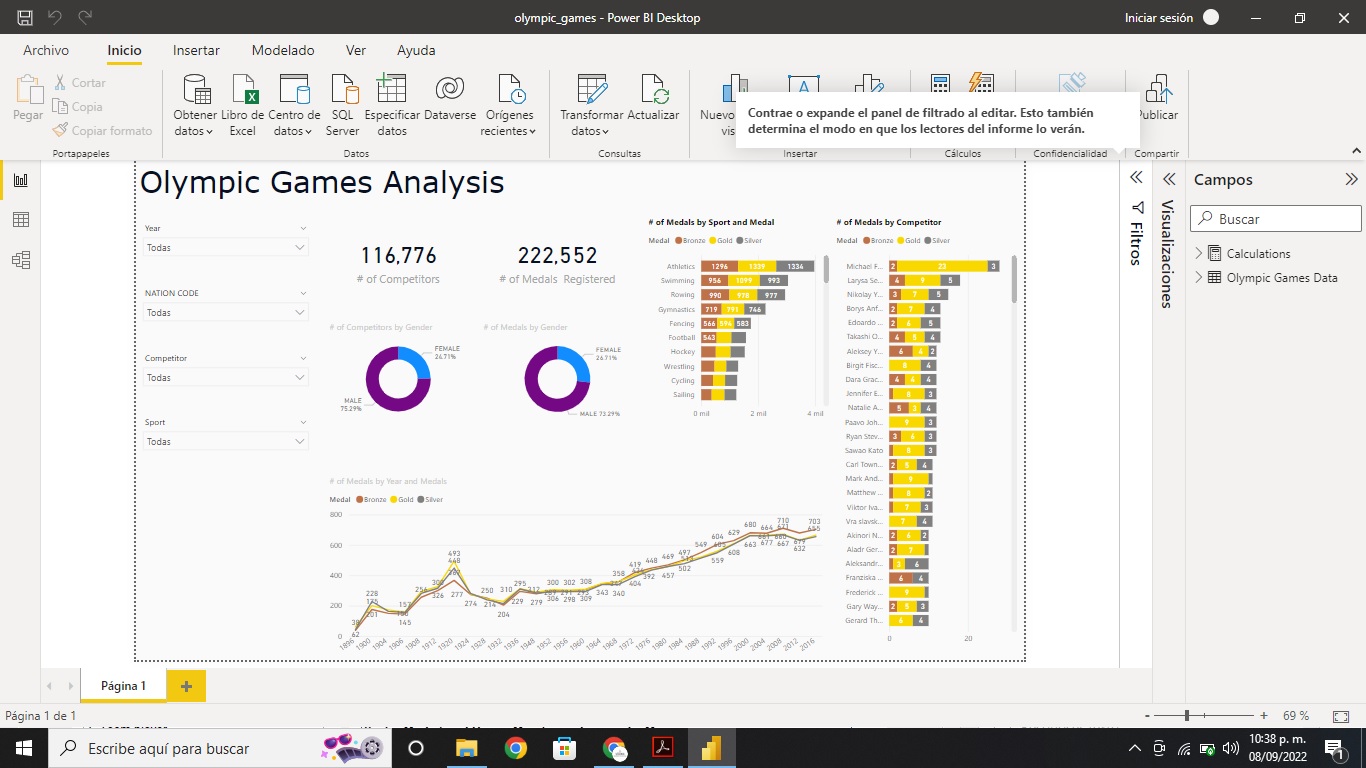 olympic_games - Power BI Desktop
Iniciar sesión
Archivo
Inicio
Insertar
Modelado
Ver
Ayuda
Pegar
Cortar
Copia
Copiar formato
Portapapeles
Obtener datos
Libro de Excel
Centro de datos
SQL Server
Especificar datos
Dataverse
Orígenes recientes
Datos
Transformar datos
Actualizar
Consultas
Nuevo
Insertar
Cálculos
Confidencialidad
Publicar
Compartir
Contrae o expande el panel de filtrado al editar. Esto también
determina el modo en que los lectores del informe lo verán.
Olympic Games Analysis
Year
Todas
NATION CODE
Todas
Competitor
Todas
Sport
Todas
116,776
# of Competitors
222,552
# of Medals Registered
# of Competitors by Gender
FEMALE
24.71%
MALE
75.29%
# of Medals by Gender
FEMALE
26.71%
MALE 73.29%
# of Medals by Sport and Medal
Medal Bronze Gold Silver
Athletics 1296 1339 1334
Swimming 956 1099 993
Rowing 990 978 977
Gymnastics 719 791 746
Fencing 566 594 583
Football 543
Hockey
Wrestling
Cycling
Sailing
0 mil 2 mil 4 mil
# of Medals by Competitor
Medal Bronze Gold Silver
Michael F... 2 23 3
Larysa Se... 4 9 5
Nikolay Y... 3 7 5
Borys Anf... 2 7 4
Edoardo ... 2 6 5
Takashi O... 4 5 4
Aleksey Y... 6 4 2
Birgit Fisc... 8 4
Dara Grac... 4 4 4
Jennifer E... 8 3
Natalie A... 5 3 4
Paavo Joh... 9 3
Ryan Stev... 3 6 3
Sawao Kato 8 3
Carl Town... 2 5 4
Mark And... 9
Matthew ... 8 2
Viktor Iva... 7 3
Vra slavsk... 7 4
Akinori N... 2 6 2
Aladr Ger... 2 7
Aleksandr... 3 6
Franziska ... 6 4
Frederick ... 9
Gary Way... 2 5 3
Gerard Th... 6 4
0 20
# of Medals by Year and Medals
Medal Bronze Gold Silver
800
600
400
200
0
38 62 228 201 157 145 256 300 326 493 448 277 274 250 214 310 204 295 229 317 279 300 306 302 298 308 309 343 358 340 419 404 448 392 469 457 497 502 549 604 559 629 608 680 663 664 677 710 671 667 679 632 703 655
1896 1900 1904 1906 1908 1912 1920 1924 1928 1932 1936 1948 1952 1956 1960 1964 1968 1972 1976 1980 1984 1988 1992 1996 2000 2004 2008 2012 2016
Filtros
Visualizaciones
Campos
Buscar
Calculations
Olympic Games Data
Página 1
Página 1 de 1
69 %
Escribe aquí para buscar
10:38 p. m.
08/09/2022
1